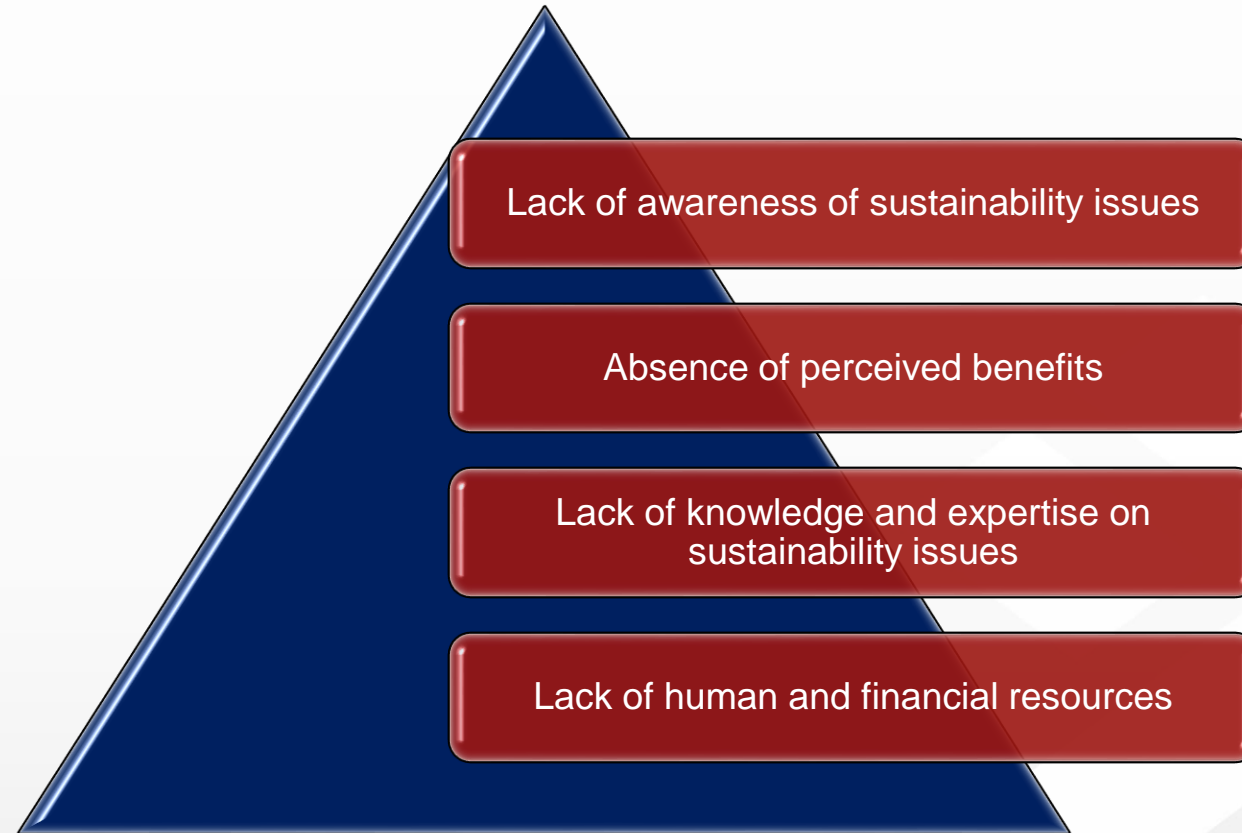 Lack of awareness of sustainability issues
Absence of perceived benefits
Lack of knowledge and expertise on
sustainability issues
Lack of human and financial resources